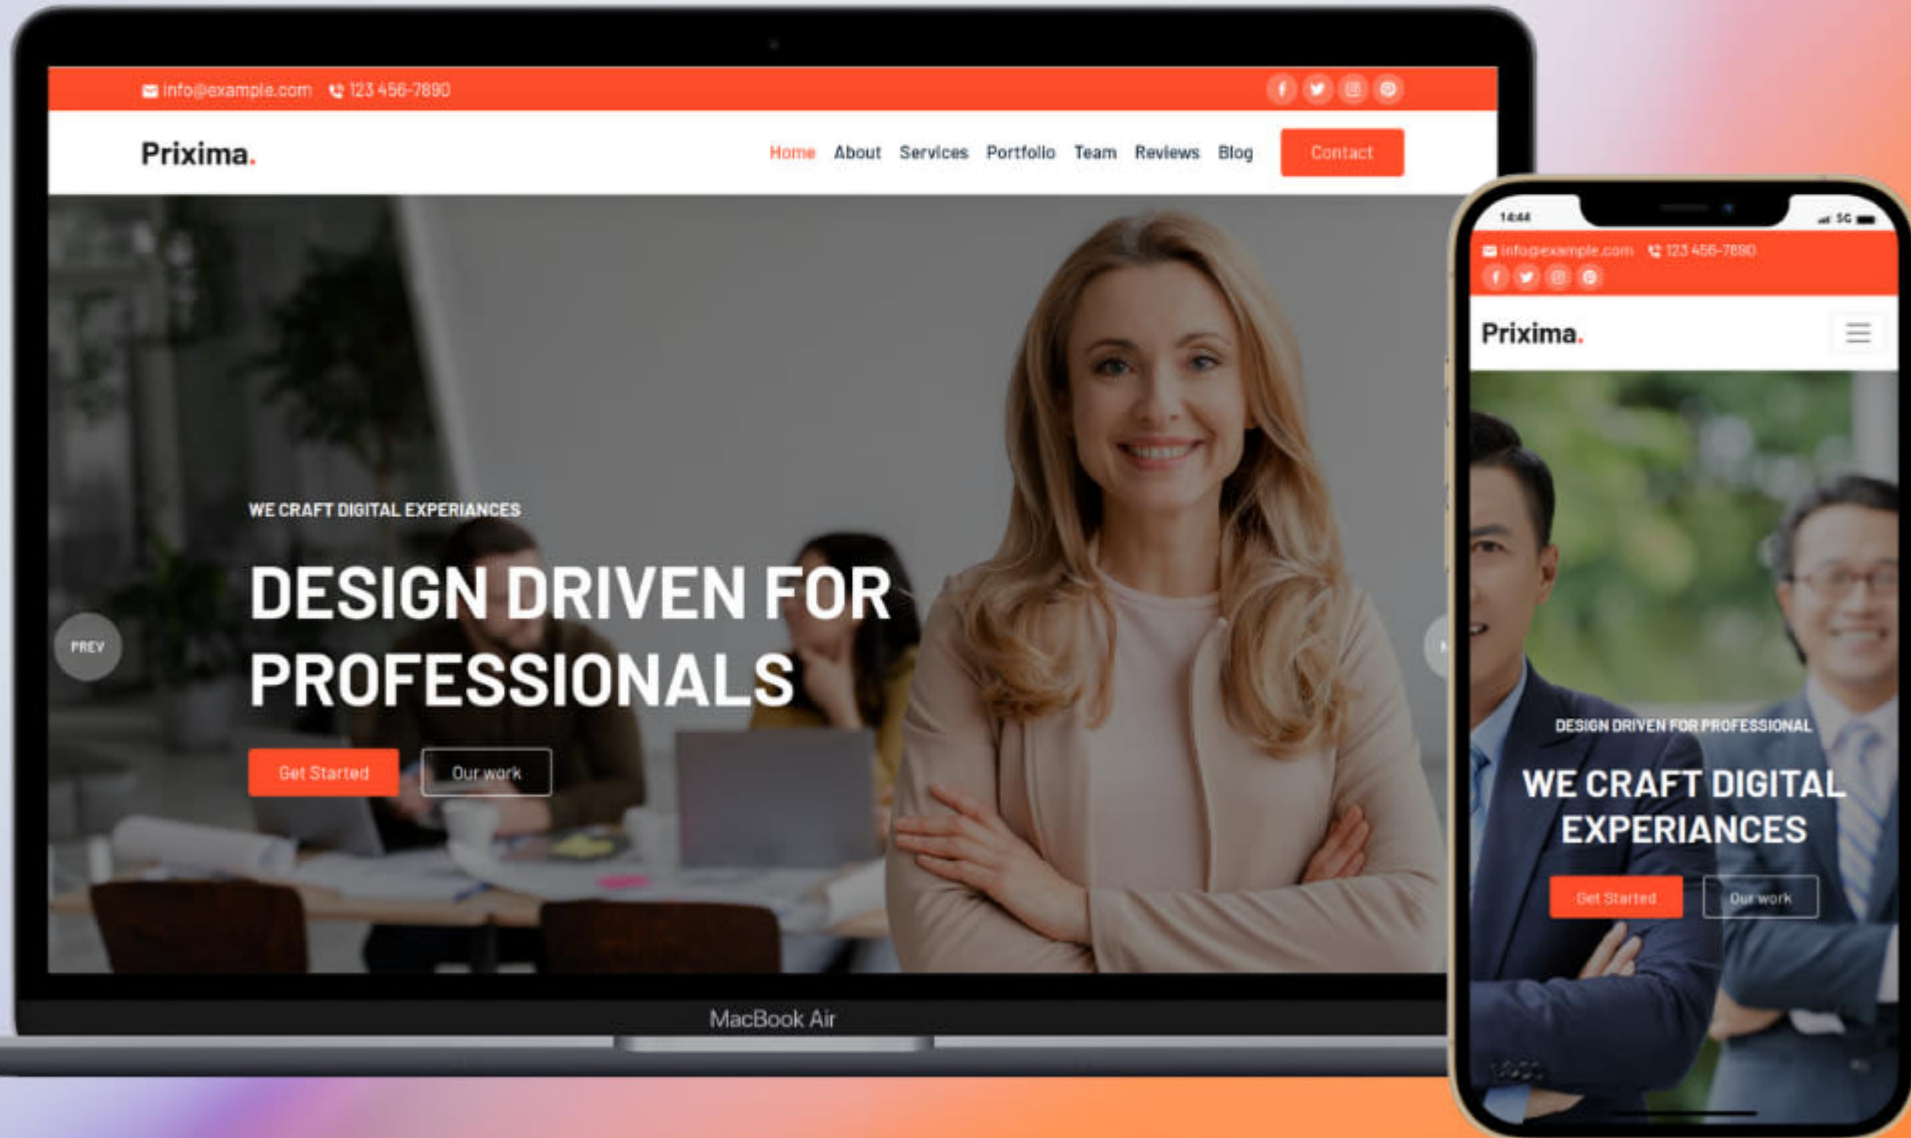 info@example.com 123 456-7890
Prixima.
Home About Services Portfolio Team Reviews Blog Contact
WE CRAFT DIGITAL EXPERIANCES
DESIGN DRIVEN FOR
PROFESSIONALS
PREV
Get Started Our work
MacBook Air
14:44 5G
info@example.com 123 456-7890
Prixima.
DESIGN DRIVEN FOR PROFESSIONAL
WE CRAFT DIGITAL
EXPERIANCES
Get Started Our work